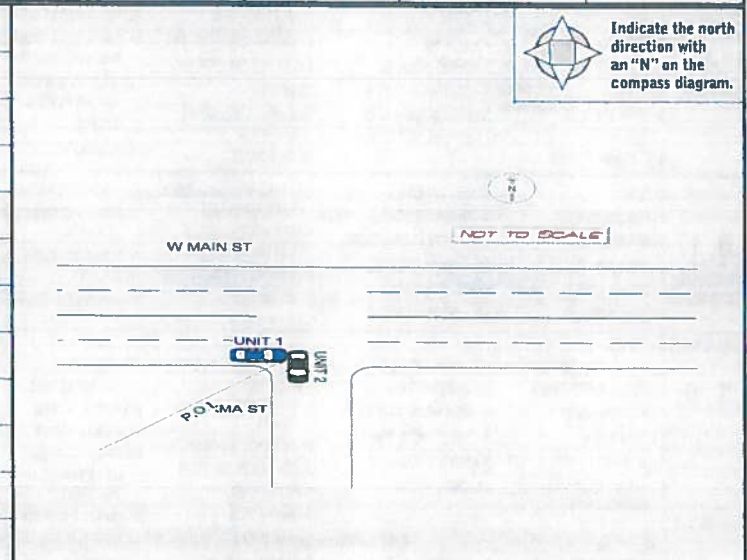 Indicate the north
direction with
an "N" on the
compass diagram.
N
NOT TO SCALE
W MAIN ST
UNIT 1
UNIT 2
ST